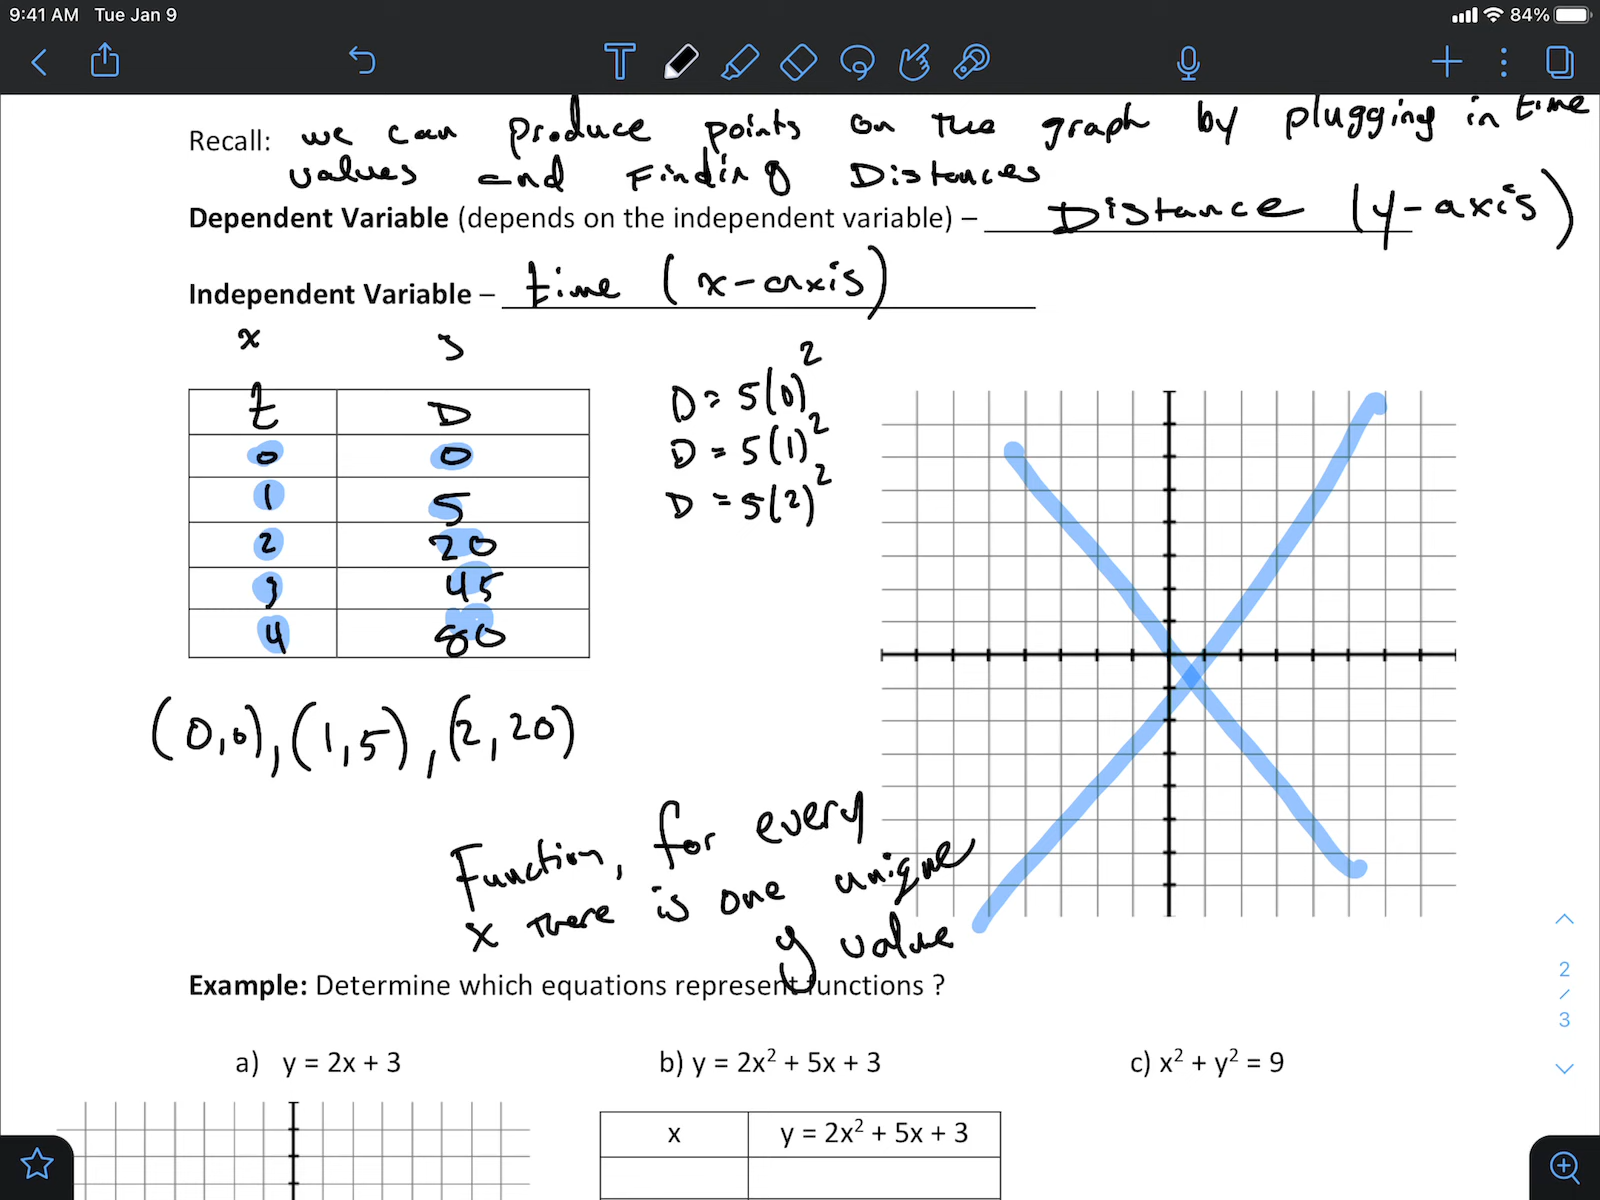 9:41 AM Tue Jan 9
84%
Recall: we can produce points on the graph by plugging in time
values and Finding Distances
Dependent Variable (depends on the independent variable) – Distance (y-axis)
Independent Variable – time (x-axis)
x y
t D
0 0
1 5
2 20
3 45
4 80
D = 5(0)²
D = 5(1)²
D = 5(2)²
(0,0), (1,5), (2,20)
Function, for every
x There is one unique
y value
Example: Determine which equations represent functions ?
a) y = 2x + 3
b) y = 2x² + 5x + 3
c) x² + y² = 9
x y = 2x² + 5x + 3
2
/
3